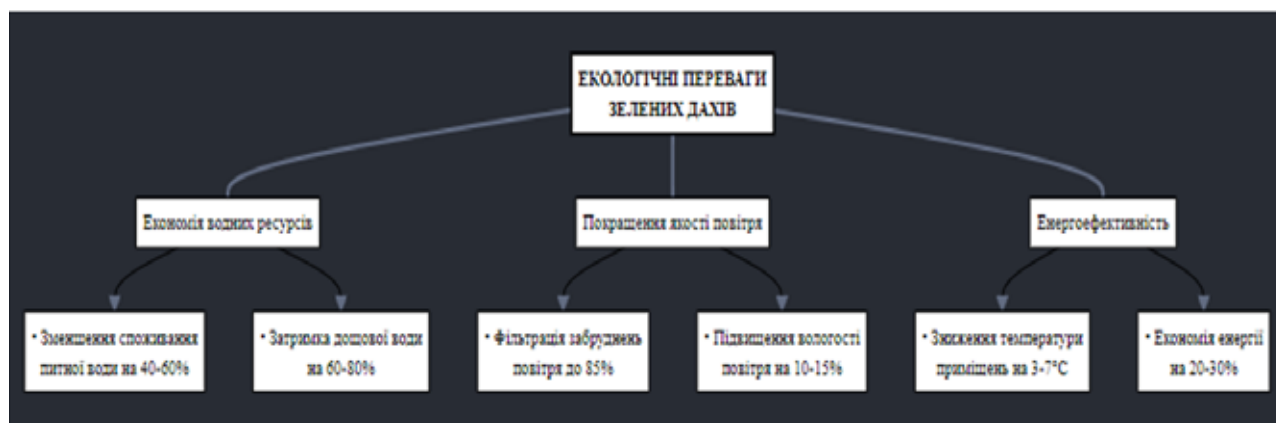 ЕКОЛОГІЧНІ ПЕРЕВАГИ
ЗЕЛЕНИХ ДАХІВ
Економія водних ресурсів
Покращення якості повітря
Енергоефективність
• Зменшення споживання
питної води на 40-60%
• Затримка дощової води
на 60-80%
• Фільтрація забруднень
повітря до 85%
• Підвищення вологості
повітря на 10-15%
• Зниження температури
приміщень на 3-7°C
• Економія енергії
на 20-30%